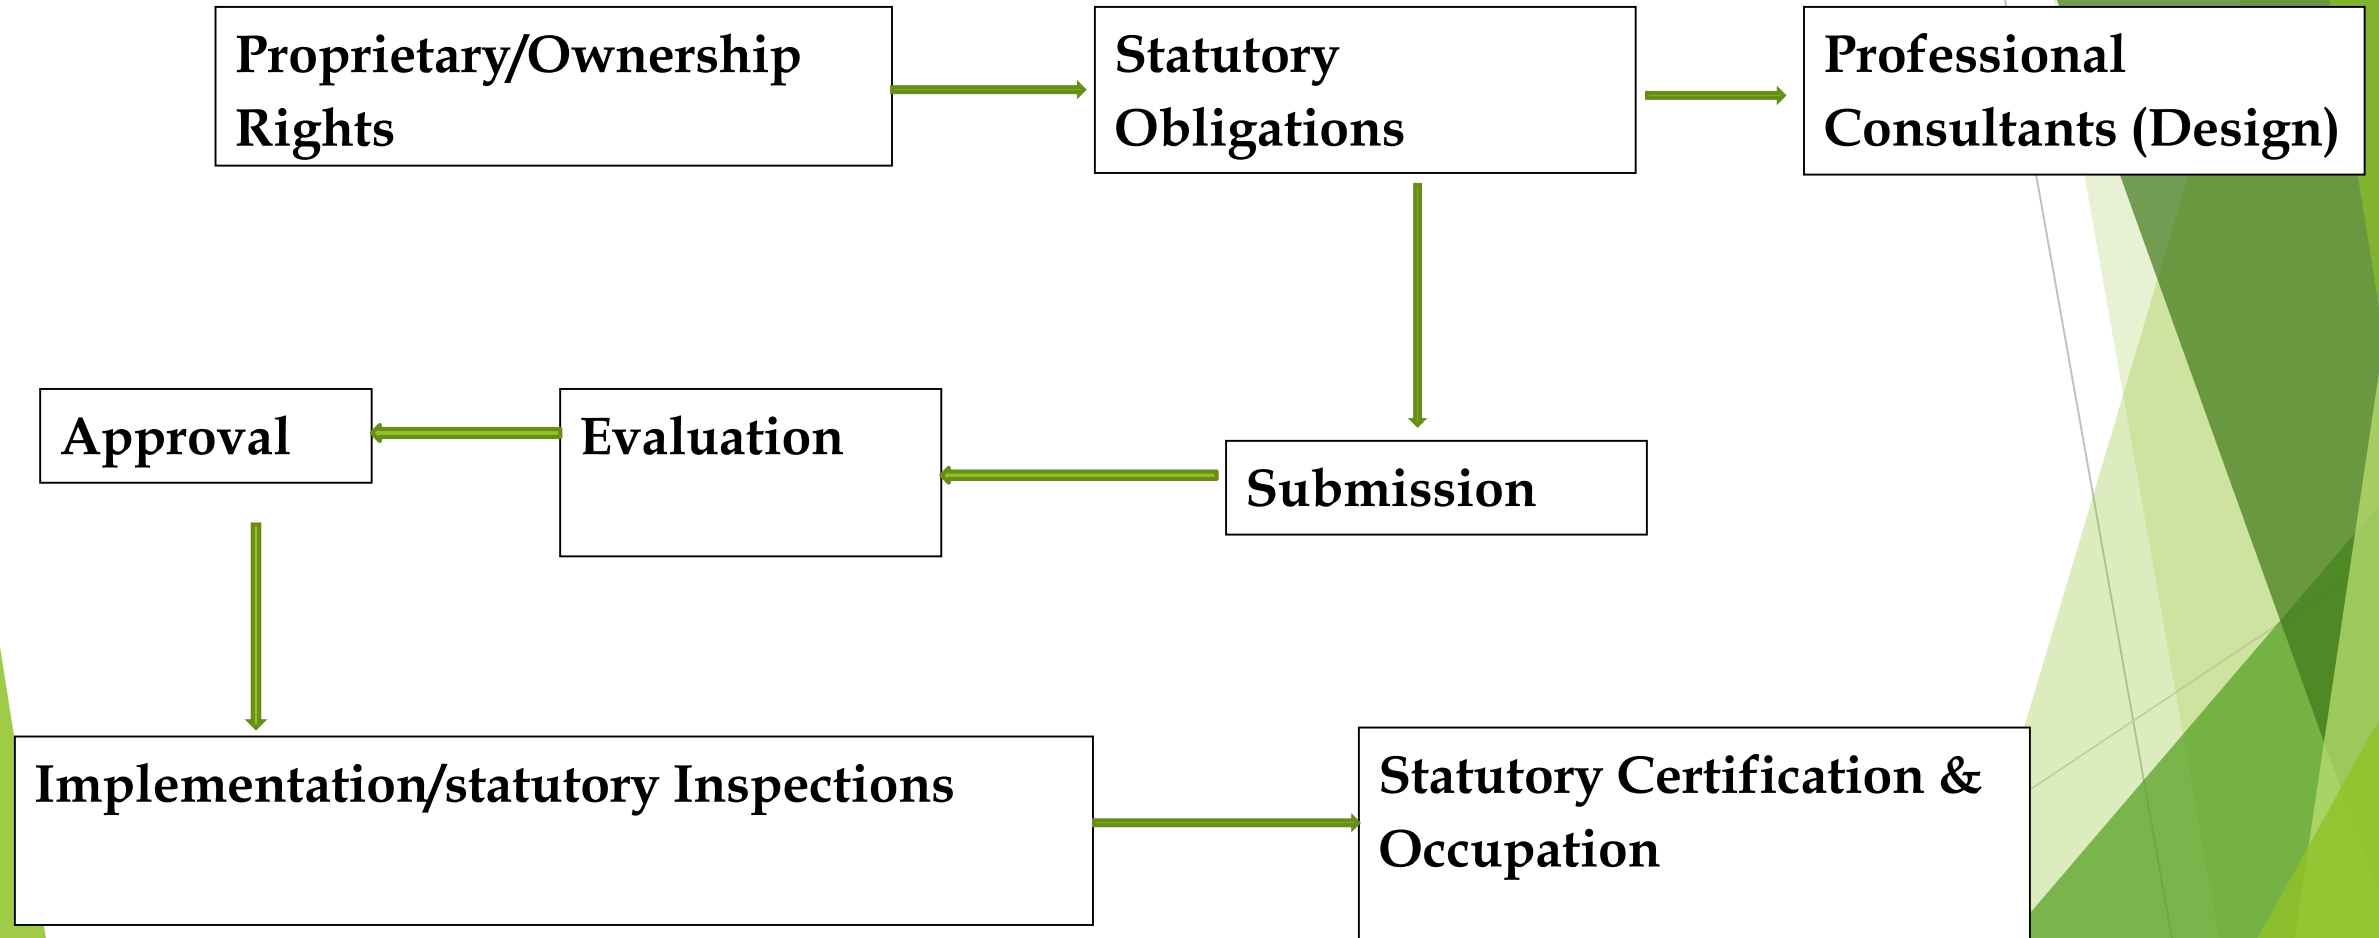 Proprietary/Ownership
Rights
Statutory
Obligations
Professional
Consultants (Design)
Approval
Evaluation
Submission
Implementation/statutory Inspections
Statutory Certification &
Occupation